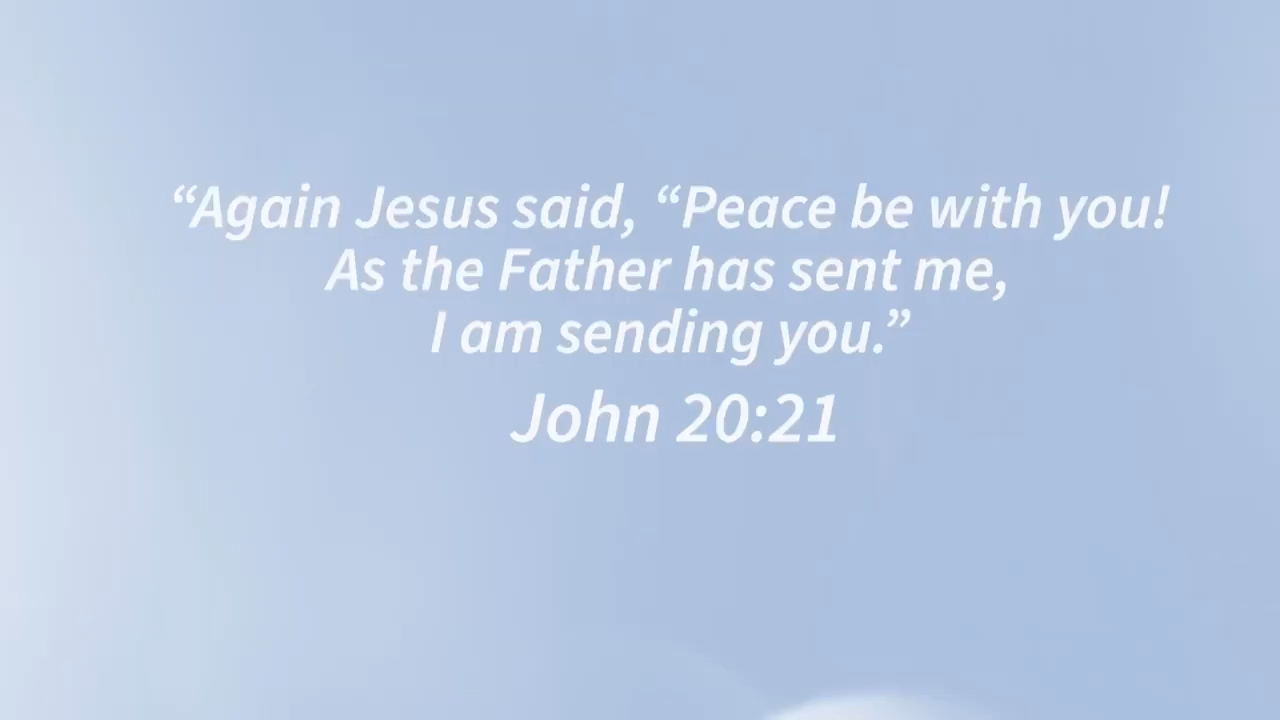 “Again Jesus said, “Peace be with you!
As the Father has sent me,
I am sending you.”
John 20:21